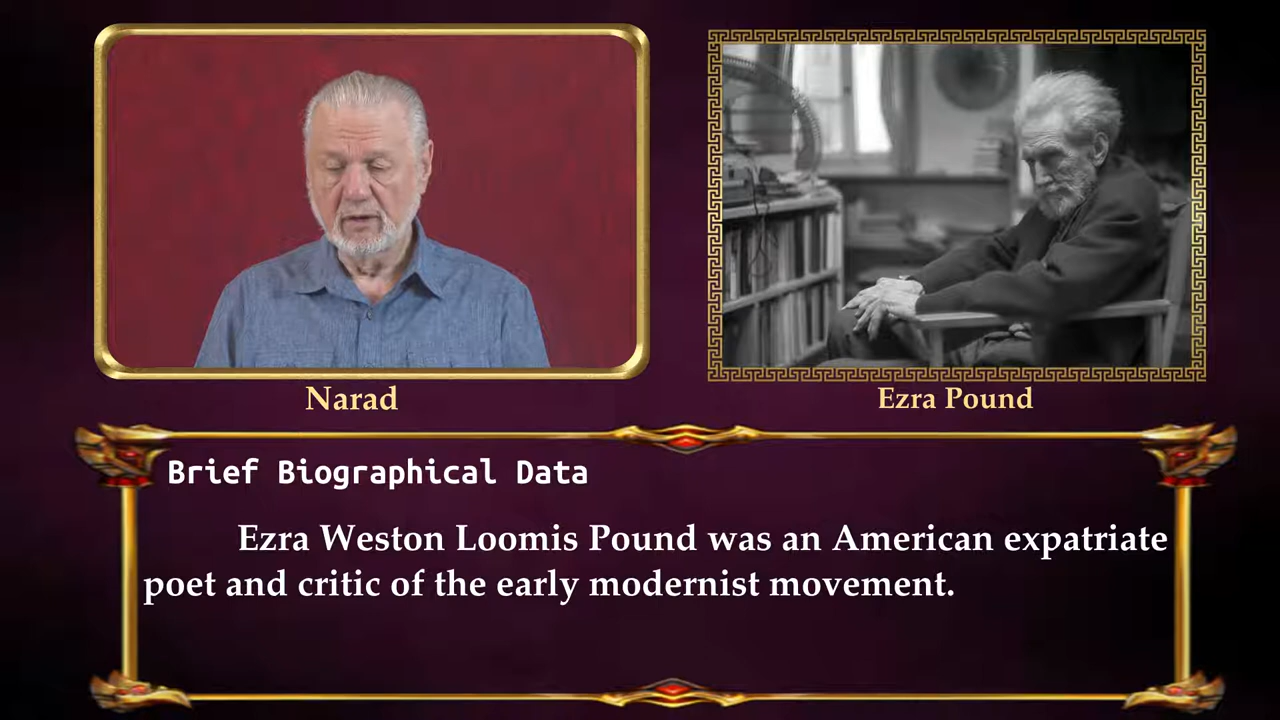 Narad
Ezra Pound
Brief Biographical Data
Ezra Weston Loomis Pound was an American expatriate
poet and critic of the early modernist movement.